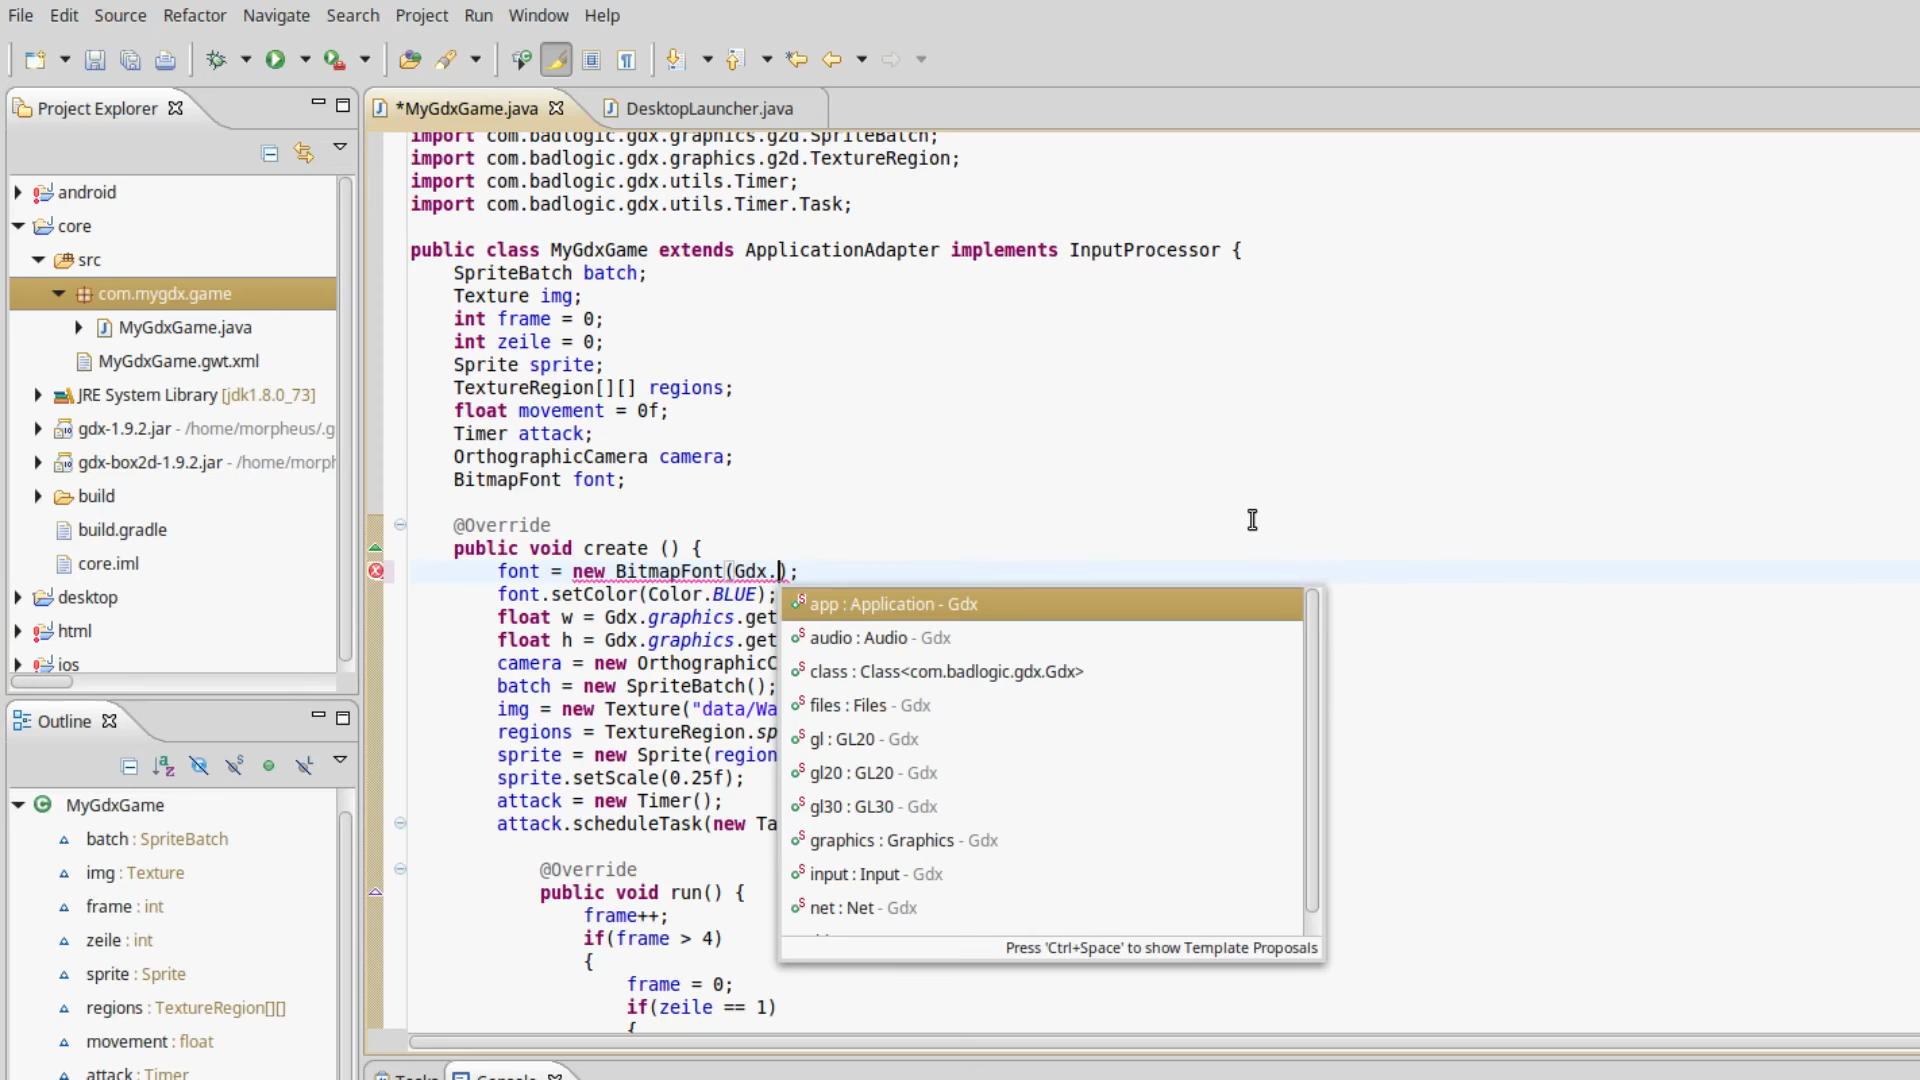 File Edit Source Refactor Navigate Search Project Run Window Help
Project Explorer
*MyGdxGame.java
DesktopLauncher.java
android
core
src
com.mygdx.game
MyGdxGame.java
MyGdxGame.gwt.xml
JRE System Library [jdk1.8.0_73]
gdx-1.9.2.jar - /home/morpheus/.g
gdx-box2d-1.9.2.jar - /home/morph
build
build.gradle
core.iml
desktop
html
ios
Outline
MyGdxGame
batch : SpriteBatch
img : Texture
frame : int
zeile : int
sprite : Sprite
regions : TextureRegion[][]
movement : float
attack : Timer
import com.badlogic.gdx.graphics.g2d.SpriteBatch;
import com.badlogic.gdx.graphics.g2d.TextureRegion;
import com.badlogic.gdx.utils.Timer;
import com.badlogic.gdx.utils.Timer.Task;
public class MyGdxGame extends ApplicationAdapter implements InputProcessor {
SpriteBatch batch;
Texture img;
int frame = 0;
int zeile = 0;
Sprite sprite;
TextureRegion[][] regions;
float movement = 0f;
Timer attack;
OrthographicCamera camera;
BitmapFont font;
@Override
public void create () {
font = new BitmapFont(Gdx.);
font.setColor(Color.BLUE);
float w = Gdx.graphics.get
float h = Gdx.graphics.get
camera = new OrthographicC
batch = new SpriteBatch();
img = new Texture("data/Wa
regions = TextureRegion.sp
sprite = new Sprite(region
sprite.setScale(0.25f);
attack = new Timer();
attack.scheduleTask(new Ta
@Override
public void run() {
frame++;
if(frame > 4)
{
frame = 0;
if(zeile == 1)
{
app : Application - Gdx
audio : Audio - Gdx
class : Class<com.badlogic.gdx.Gdx>
files : Files - Gdx
gl : GL20 - Gdx
gl20 : GL20 - Gdx
gl30 : GL30 - Gdx
graphics : Graphics - Gdx
input : Input - Gdx
net : Net - Gdx
Press 'Ctrl+Space' to show Template Proposals
Tasks
Console